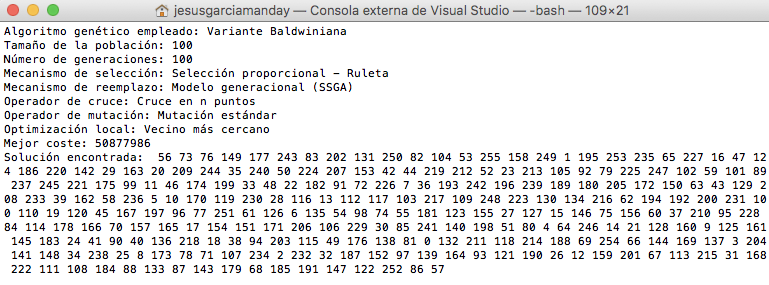 jesusgarciamanday — Consola externa de Visual Studio — -bash — 109×21
Algoritmo genético empleado: Variante Baldwiniana
Tamaño de la población: 100
Número de generaciones: 100
Mecanismo de selección: Selección proporcional - Ruleta
Mecanismo de reemplazo: Modelo generacional (SSGA)
Operador de cruce: Cruce en n puntos
Operador de mutación: Mutación estándar
Optimización local: Vecino más cercano
Mejor coste: 50877986
Solución encontrada:  56 73 76 149 177 243 83 202 131 250 82 104 53 255 158 249 1 195 253 235 65 227 16 47 12
4 186 220 142 29 163 20 209 244 35 240 50 224 207 153 42 44 219 212 52 23 213 105 92 79 225 247 102 59 101 89
 237 245 221 175 99 11 46 174 199 33 48 22 182 91 72 226 7 36 193 242 196 239 189 180 205 172 150 63 43 129 2
08 233 39 162 58 236 5 10 170 119 230 28 116 13 112 117 103 217 109 248 223 130 134 216 62 194 192 200 231 10
0 110 19 120 45 167 197 96 77 251 61 126 6 135 54 98 74 55 181 123 155 27 127 15 146 75 156 60 37 210 95 228 
84 114 178 166 70 157 165 17 154 151 171 206 106 229 30 85 241 140 198 51 80 4 64 246 14 21 128 160 9 125 161
 145 183 24 41 90 40 136 218 18 38 94 203 115 49 176 138 81 0 132 211 118 214 188 69 254 66 144 169 137 3 204
 141 148 34 238 25 8 173 78 71 107 234 2 232 32 187 152 97 139 164 93 121 190 26 12 159 201 67 113 215 31 168
 222 111 108 184 88 133 87 143 179 68 185 191 147 122 252 86 57